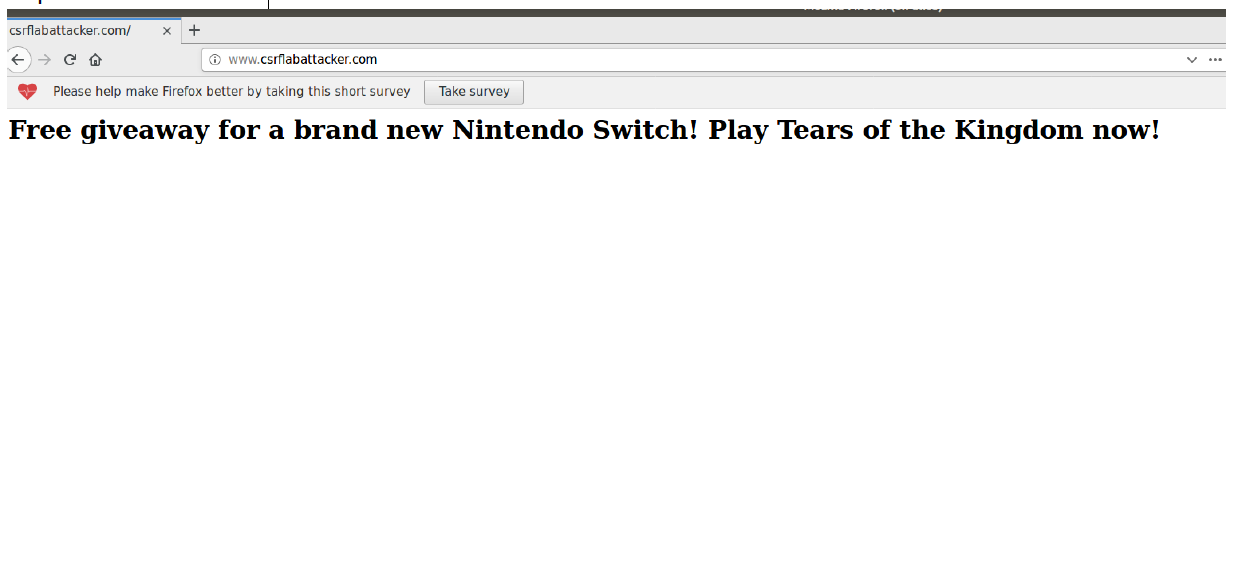 csrflabattacker.com/
www.csrflabattacker.com
Please help make Firefox better by taking this short survey Take survey
Free giveaway for a brand new Nintendo Switch! Play Tears of the Kingdom now!